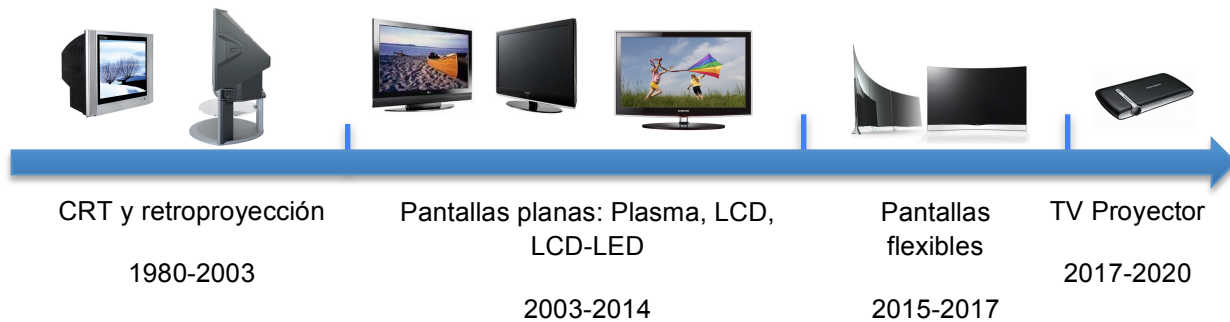 CRT y retroproyección
1980-2003
Pantallas planas: Plasma, LCD,
LCD-LED
2003-2014
Pantallas
flexibles
2015-2017
TV Proyector
2017-2020